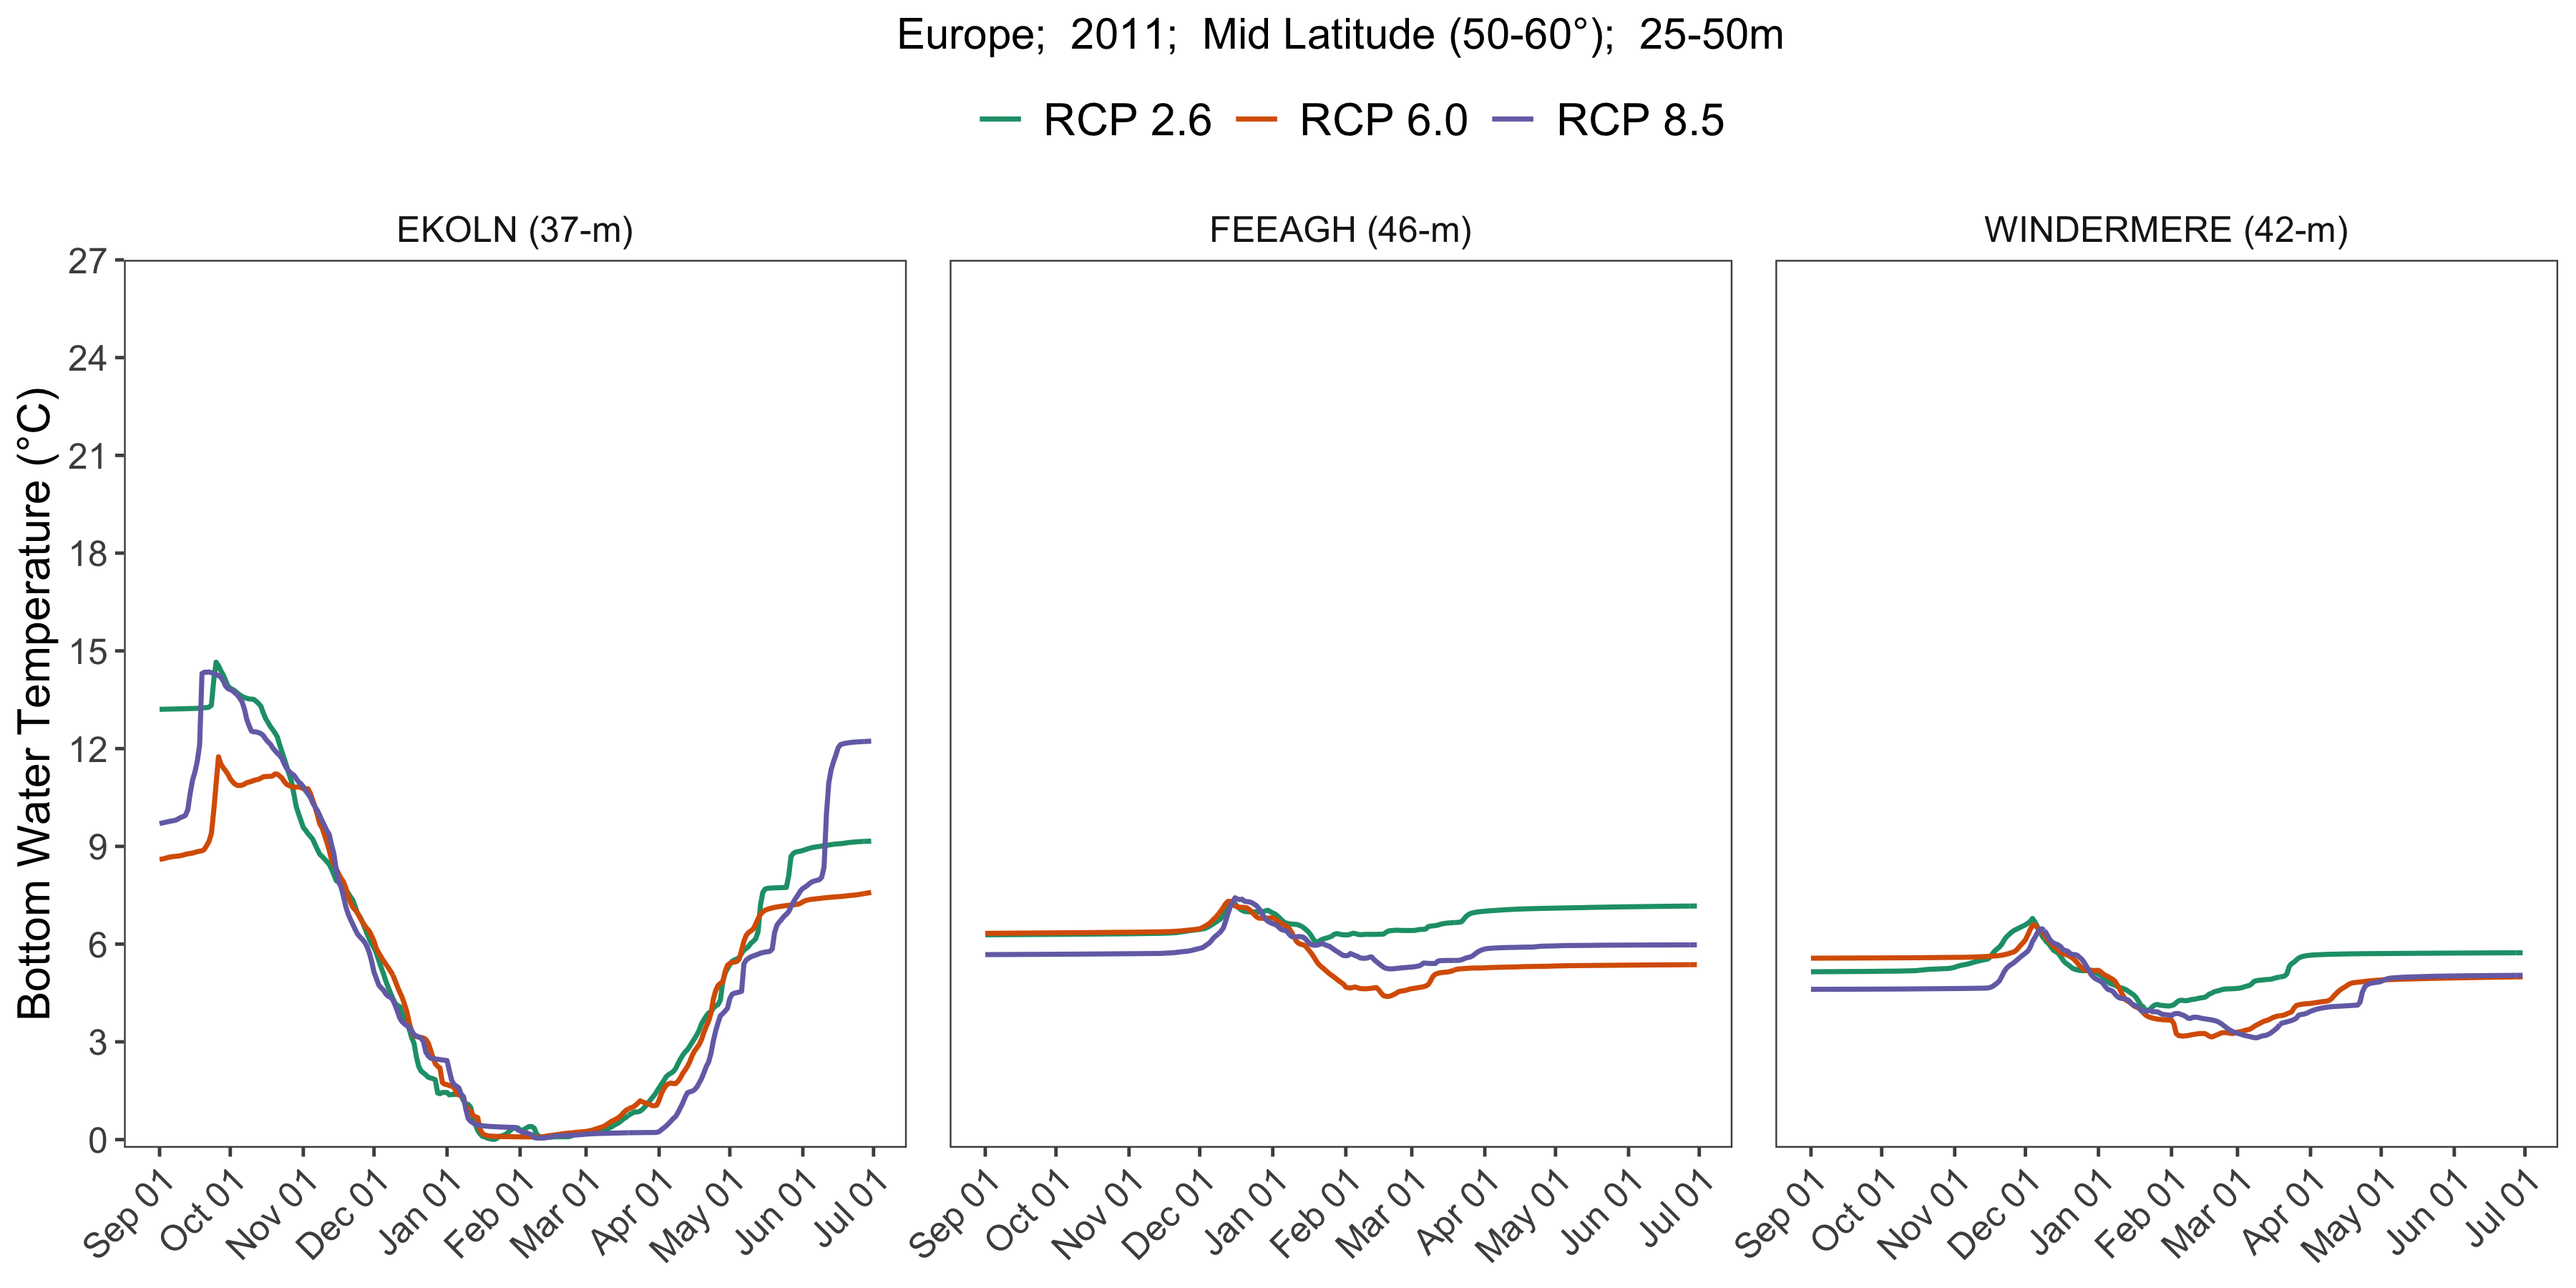 Europe;  2011;  Mid Latitude (50-60°);  25-50m
RCP 2.6 RCP 6.0 RCP 8.5
EKOLN (37-m) FEEAGH (46-m) WINDERMERE (42-m)
Bottom Water Temperature (°C)
27
24
21
18
15
12
9
6
3
0
Sep 01 Oct 01 Nov 01 Dec 01 Jan 01 Feb 01 Mar 01 Apr 01 May 01 Jun 01 Jul 01
Sep 01 Oct 01 Nov 01 Dec 01 Jan 01 Feb 01 Mar 01 Apr 01 May 01 Jun 01 Jul 01
Sep 01 Oct 01 Nov 01 Dec 01 Jan 01 Feb 01 Mar 01 Apr 01 May 01 Jun 01 Jul 01